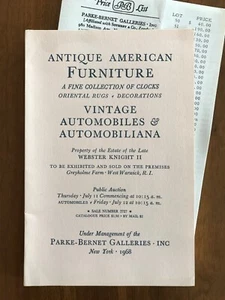 Price PB List
PARKE-BERNET GALLERIES · INC
LOT PRICE
ANTIQUE AMERICAN
FURNITURE
A FINE COLLECTION OF CLOCKS
ORIENTAL RUGS • DECORATIONS
VINTAGE
AUTOMOBILES &
AUTOMOBILIANA
Property of the Estate of the Late
WEBSTER KNIGHT II
TO BE EXHIBITED AND SOLD ON THE PREMISES
Greyholme Farm · West Warwick, R. I.
Public Auction
Thursday · July 11 Commencing at 10:15 a. m.
AUTOMOBILES • Friday · July 12 at 10:15 a. m.
Under Management of the
PARKE-BERNET GALLERIES · INC
New York · 1968